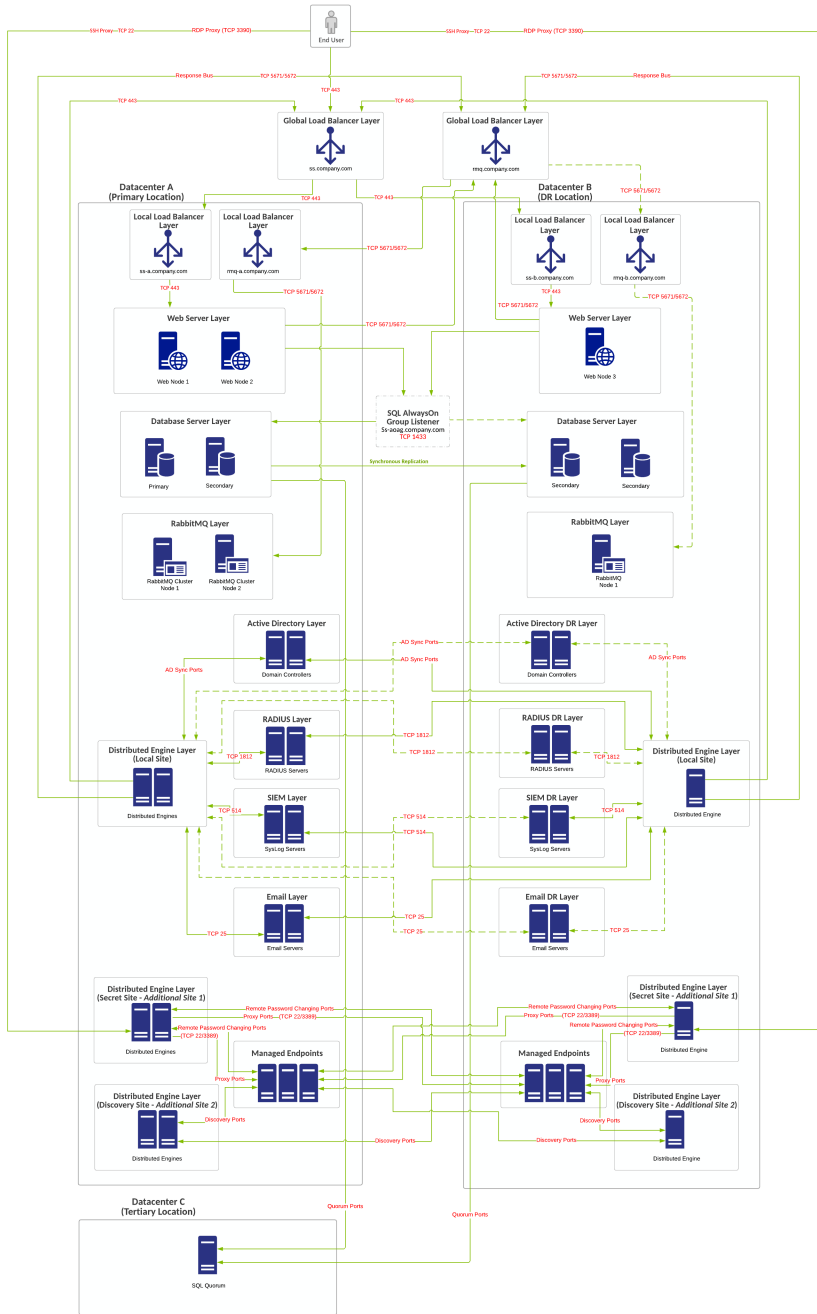 End User
SSH Proxy—TCP 22
RDP Proxy (TCP 3390)
SSH Proxy—TCP 22
RDP Proxy (TCP 3390)
Response Bus
TCP 5671/5672
TCP 5671/5672
Response Bus
TCP 443
TCP 443
TCP 443
Global Load Balancer Layer
ss.company.com
Global Load Balancer Layer
rmq.company.com
Datacenter A
(Primary Location)
Datacenter B
(DR Location)
TCP 443
TCP 443
TCP 5671/5672
Local Load Balancer
Layer
ss-a.company.com
Local Load Balancer
Layer
rmq-a.company.com
Local Load Balancer
Layer
ss-b.company.com
Local Load Balancer
Layer
rmq-b.company.com
TCP 5671/5672
TCP 443
TCP 5671/5672
TCP 443
TCP 5671/5672
TCP 5671/5672
Web Server Layer
Web Node 1
Web Node 2
TCP 5671/5672
Web Server Layer
Web Node 3
SQL AlwaysOn
Group Listener
Ss-aoag.company.com
TCP 1433
Database Server Layer
Primary
Secondary
Synchronous Replication
Database Server Layer
Secondary
Secondary
RabbitMQ Layer
RabbitMQ Cluster
Node 1
RabbitMQ Cluster
Node 2
RabbitMQ Layer
RabbitMQ
Node 1
Active Directory Layer
Domain Controllers
Active Directory DR Layer
Domain Controllers
AD Sync Ports
AD Sync Ports
AD Sync Ports
AD Sync Ports
RADIUS Layer
RADIUS Servers
RADIUS DR Layer
RADIUS Servers
TCP 1812
TCP 1812
TCP 1812
TCP 1812
Distributed Engine Layer
(Local Site)
Distributed Engines
Distributed Engine Layer
(Local Site)
Distributed Engine
SIEM Layer
SysLog Servers
SIEM DR Layer
SysLog Servers
TCP 514
TCP 514
TCP 514
TCP 514
Email Layer
Email Servers
Email DR Layer
Email Servers
TCP 25
TCP 25
TCP 25
TCP 25
Distributed Engine Layer
(Secret Site - Additional Site 1)
Distributed Engines
Distributed Engine Layer
(Secret Site - Additional Site 1)
Distributed Engine
Remote Password Changing Ports
Proxy Ports—(TCP 22/3389)
Remote Password Changing Ports
(TCP 22/3389)
Remote Password Changing Ports
Proxy Ports—(TCP 22/3389)
Remote Password Changing Ports
(TCP 22/3389)
Managed Endpoints
Proxy Ports
Managed Endpoints
Proxy Ports
Distributed Engine Layer
(Discovery Site - Additional Site 2)
Distributed Engines
Distributed Engine Layer
(Discovery Site - Additional Site 2)
Distributed Engine
Discovery Ports
Discovery Ports
Discovery Ports
Discovery Ports
Datacenter C
(Tertiary Location)
Quorum Ports
Quorum Ports
SQL Quorum